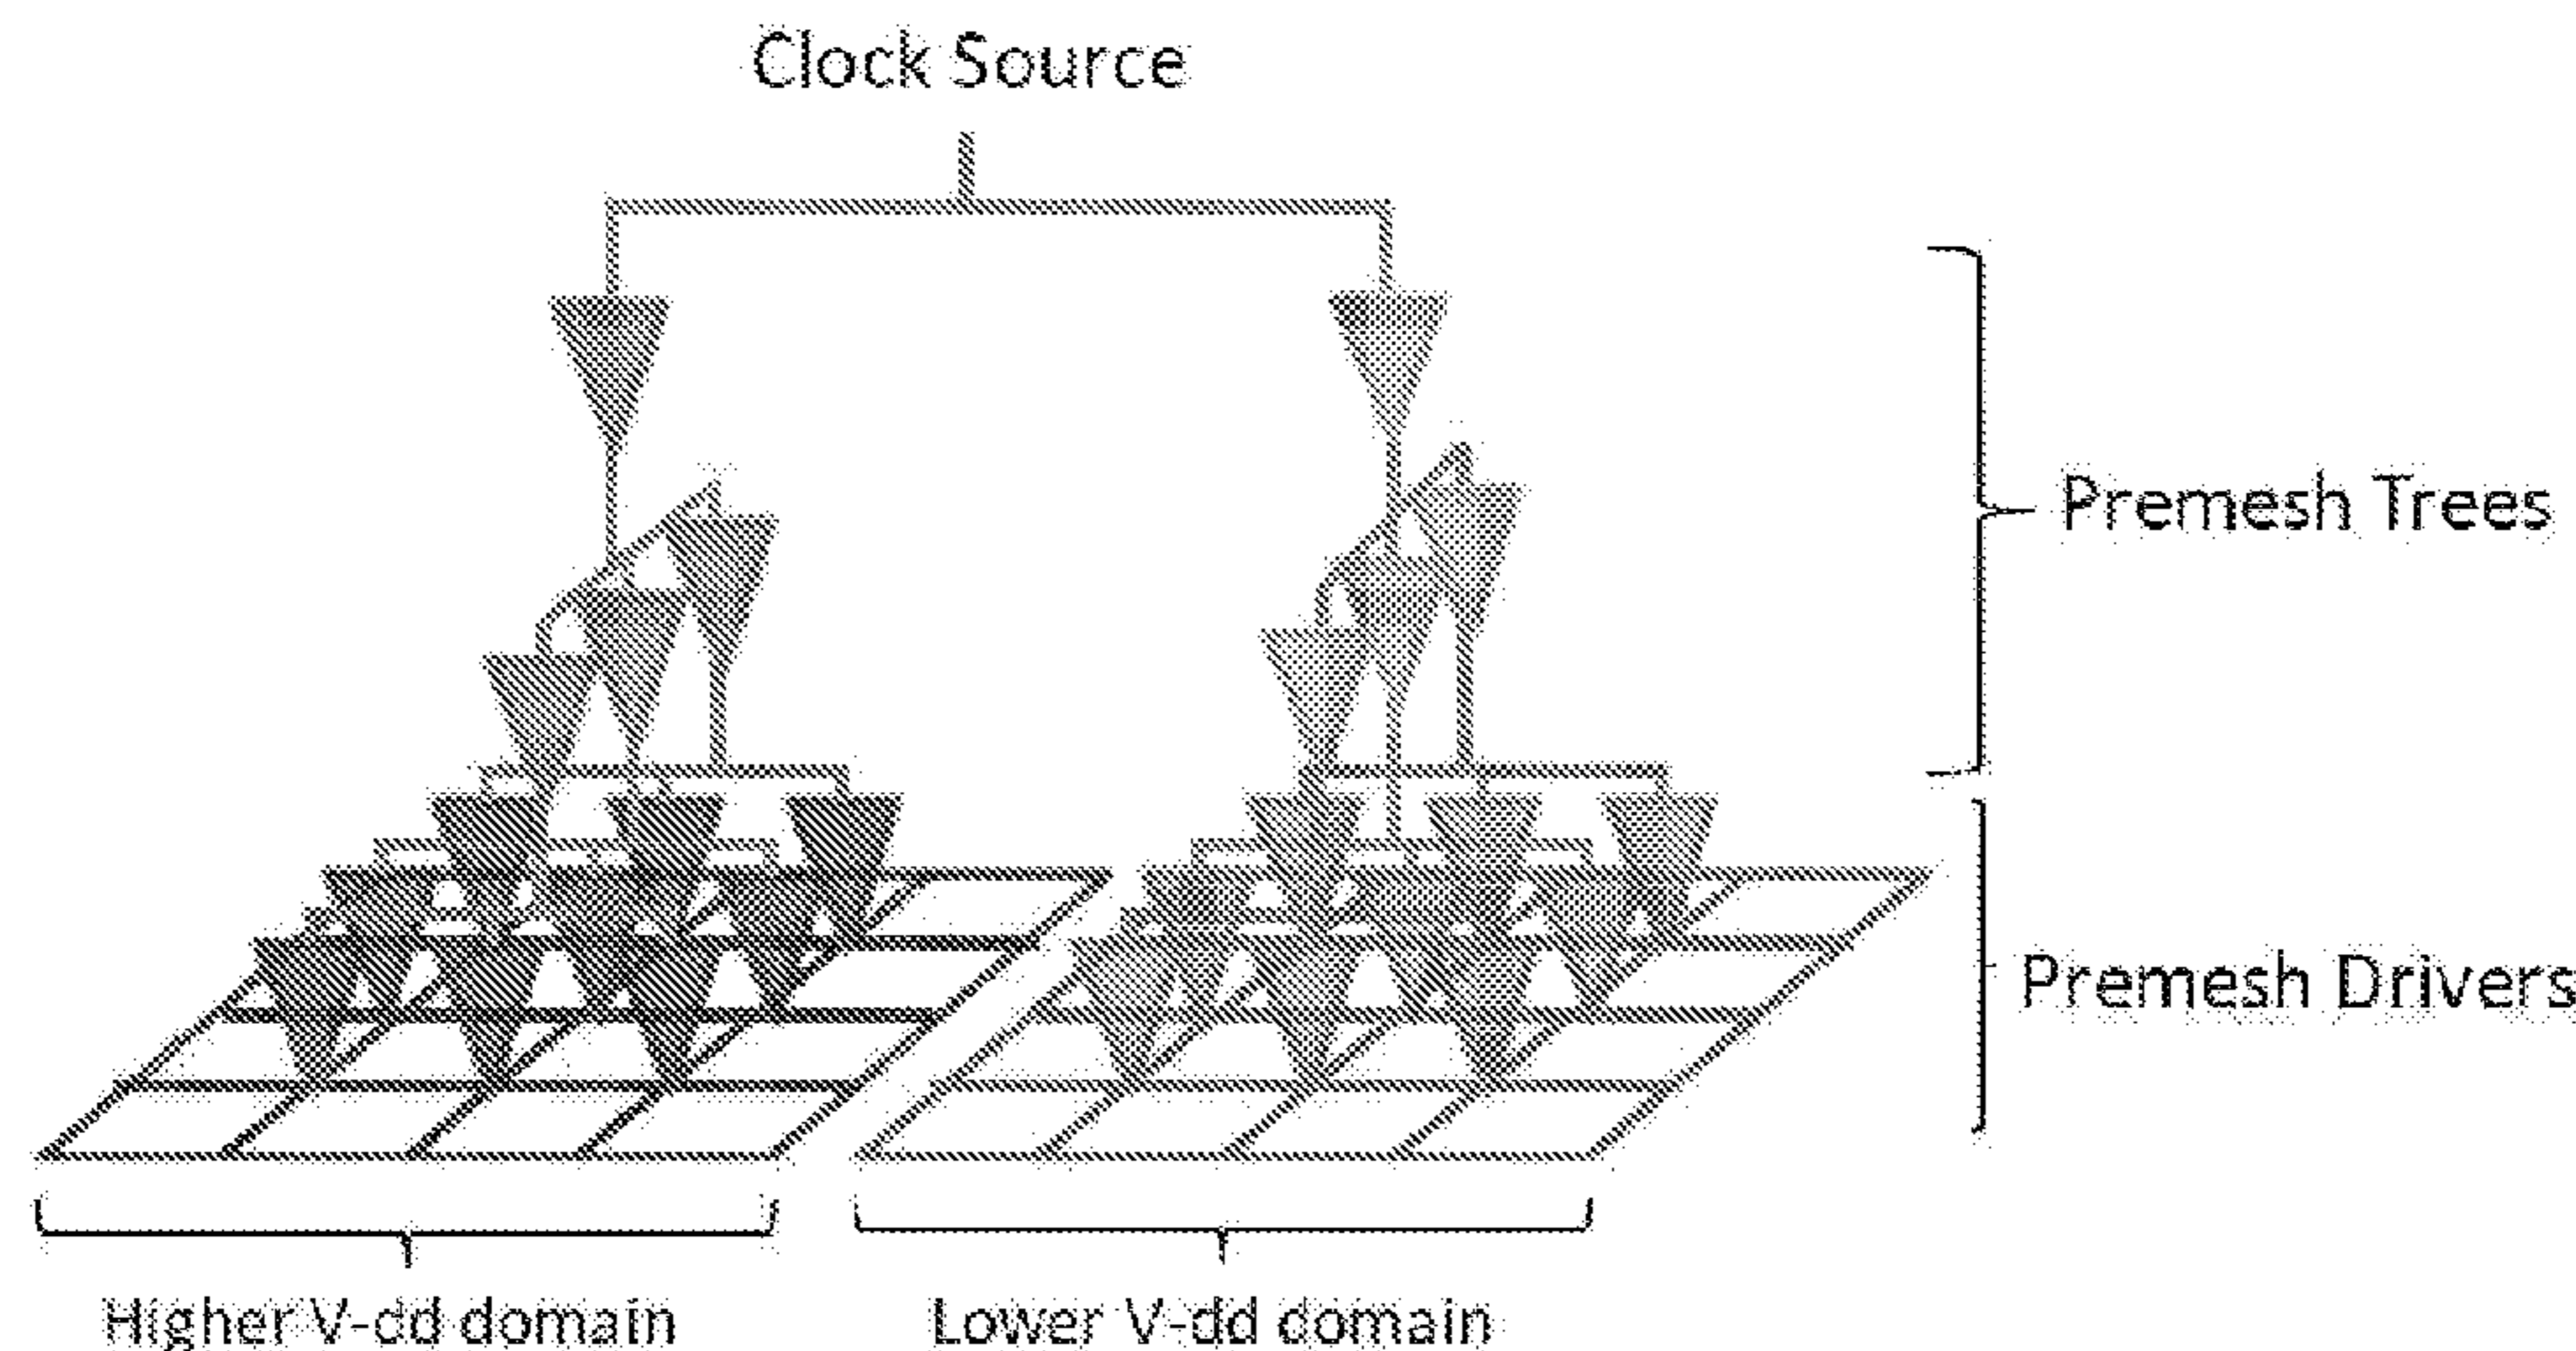 Clock Source
Premesh Trees
Premesh Drivers
Higher V-dd domain
Lower V-dd domain